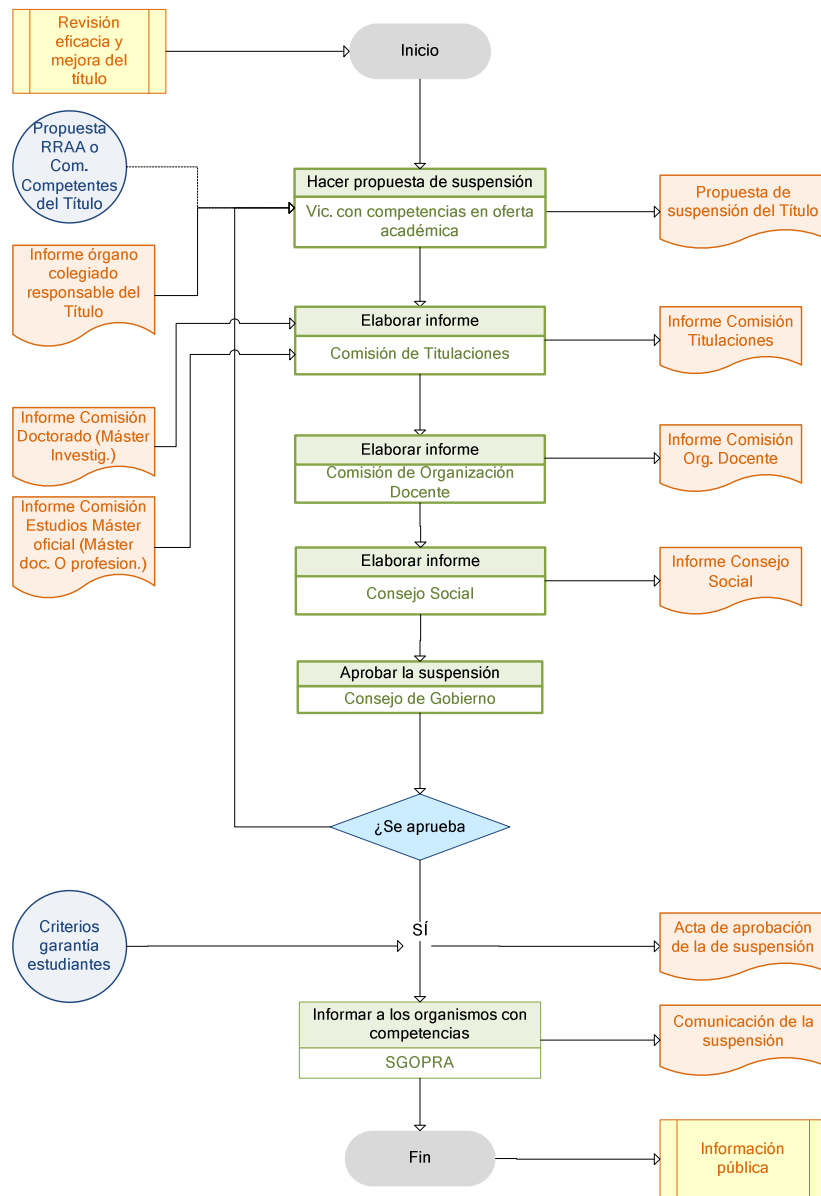 Revisión
eficacia y
mejora del
título
Inicio
Propuesta
RRAA o
Com.
Competentes
del Título
Hacer propuesta de suspensión
Vic. con competencias en oferta
académica
Propuesta de
suspensión del Título
Informe órgano
colegiado
responsable del
Título
Elaborar informe
Comisión de Titulaciones
Informe Comisión
Titulaciones
Informe Comisión
Doctorado (Máster
Investig.)
Elaborar informe
Comisión de Organización
Docente
Informe Comisión
Org. Docente
Informe Comisión
Estudios Máster
oficial (Máster
doc. O profesion.)
Elaborar informe
Consejo Social
Informe Consejo
Social
Aprobar la suspensión
Consejo de Gobierno
¿Se aprueba
Criterios
garantía
estudiantes
SÍ
Acta de aprobación
de la de suspensión
Informar a los organismos con
competencias
SGOPRA
Comunicación de la
suspensión
Fin
Información
pública